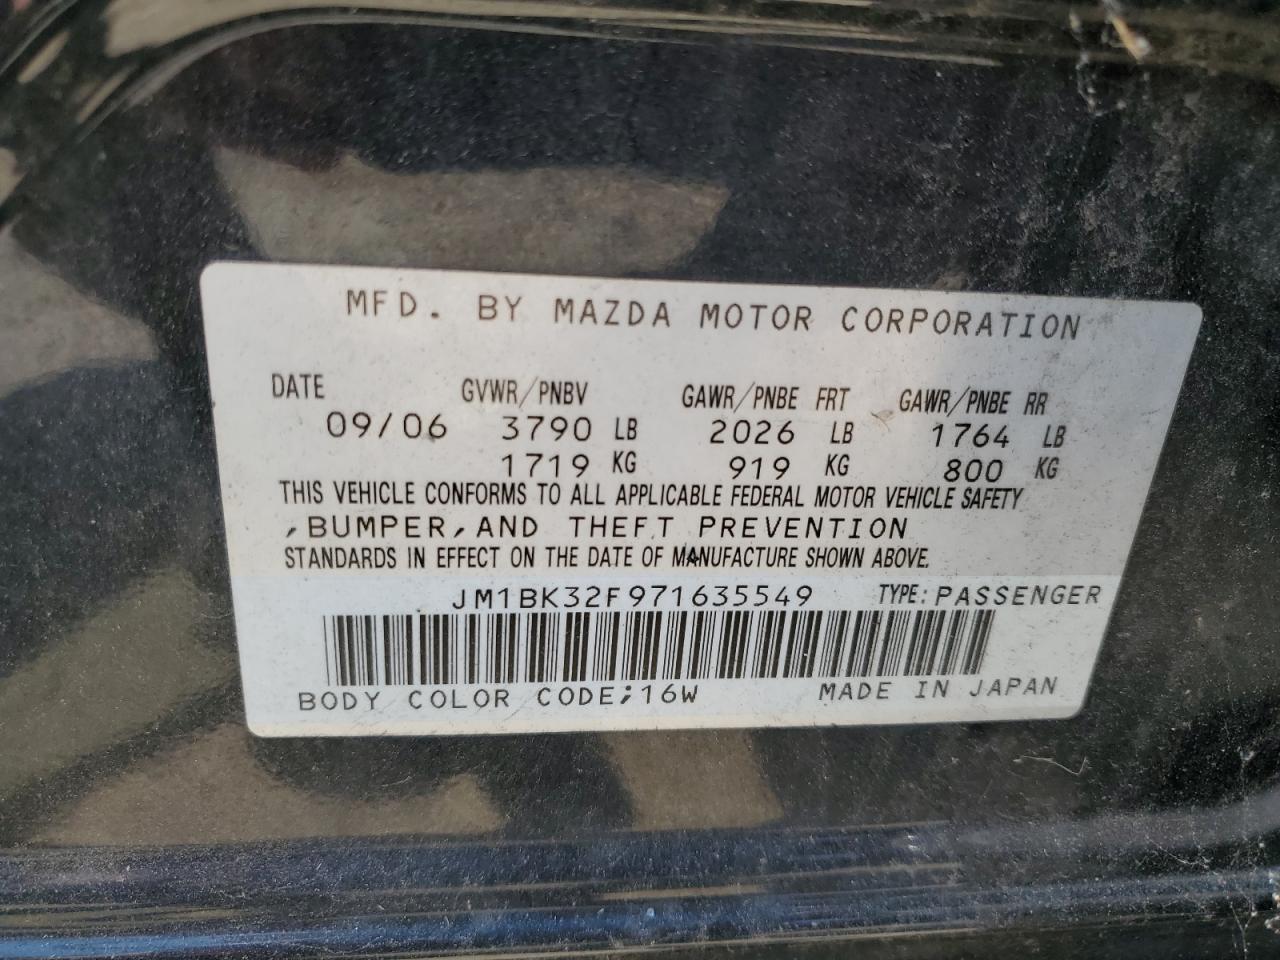 MFD. BY MAZDA MOTOR CORPORATION
DATE GVWR/PNBV GAWR/PNBE FRT GAWR/PNBE RR
09/06 3790 LB 2026 LB 1764 LB
1719 KG 919 KG 800 KG
THIS VEHICLE CONFORMS TO ALL APPLICABLE FEDERAL MOTOR VEHICLE SAFETY
,BUMPER,AND THEFT PREVENTION
STANDARDS IN EFFECT ON THE DATE OF MANUFACTURE SHOWN ABOVE.
JM1BK32F971635549 TYPE: PASSENGER
BODY COLOR CODE;16W MADE IN JAPAN